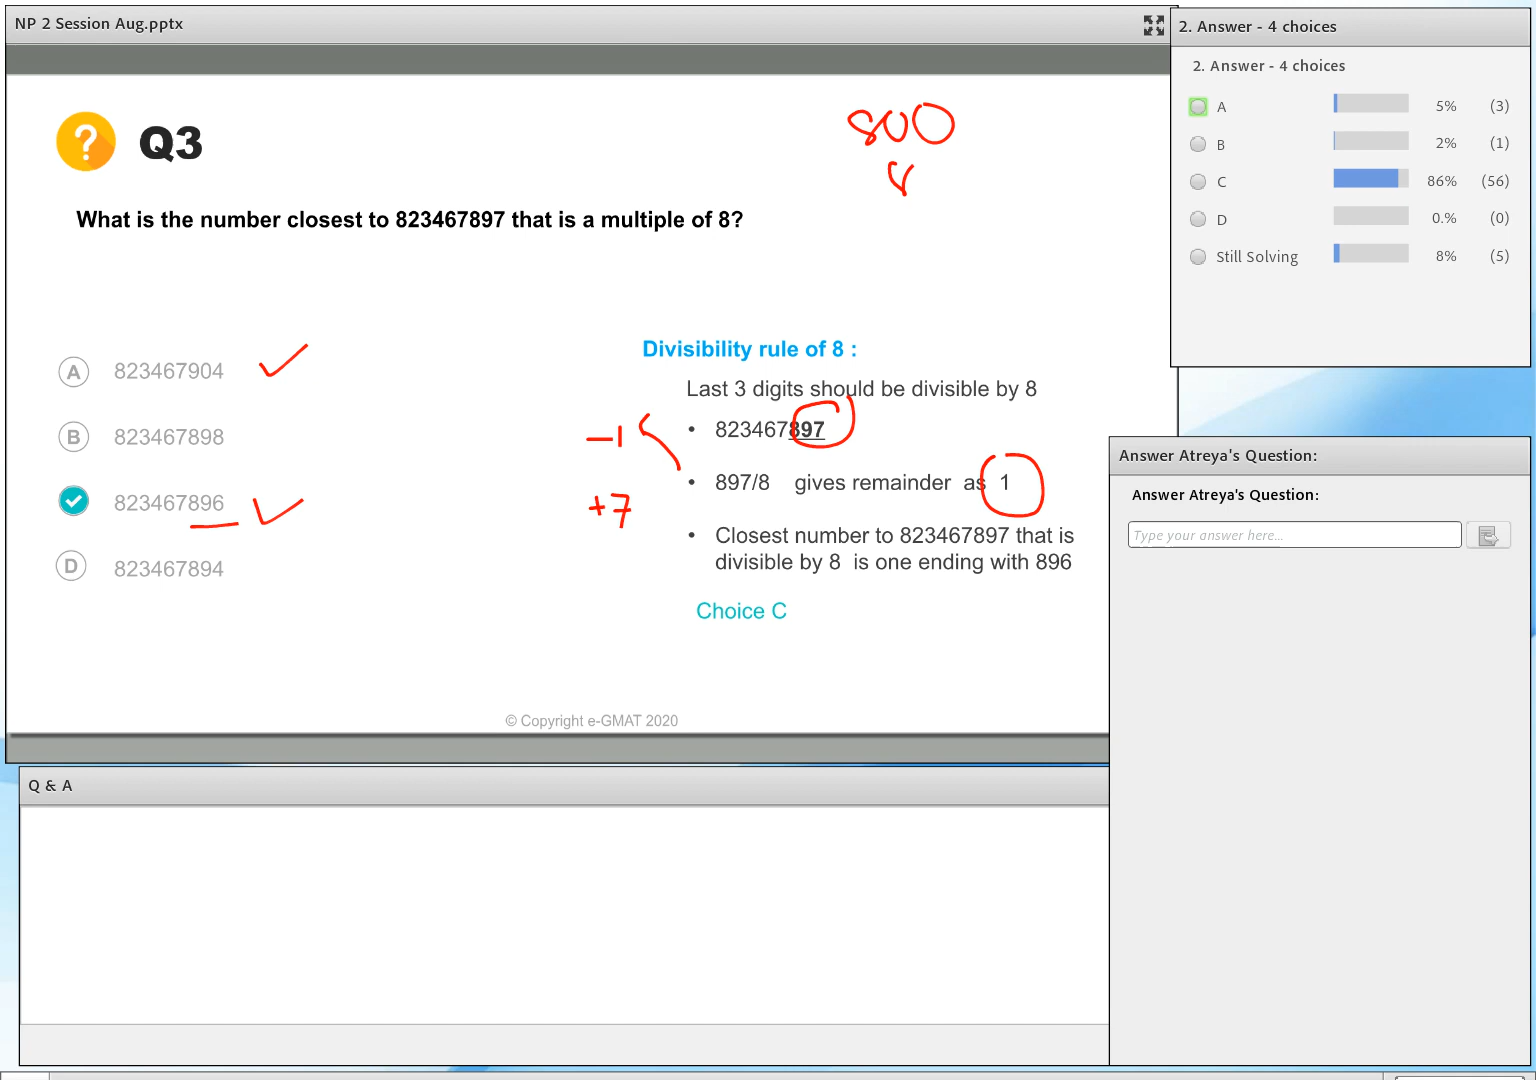 NP 2 Session Aug.pptx
Q3
800
8
What is the number closest to 823467897 that is a multiple of 8?
A 823467904
B 823467898
823467896
D 823467894
Divisibility rule of 8 :
Last 3 digits should be divisible by 8
• 823467897
-1
• 897/8 gives remainder as 1
+7
• Closest number to 823467897 that is
divisible by 8 is one ending with 896
Choice C
© Copyright e-GMAT 2020
2. Answer - 4 choices
2. Answer - 4 choices
A 5% (3)
B 2% (1)
C 86% (56)
D 0.% (0)
Still Solving 8% (5)
Answer Atreya's Question:
Answer Atreya's Question:
Type your answer here...
Q & A